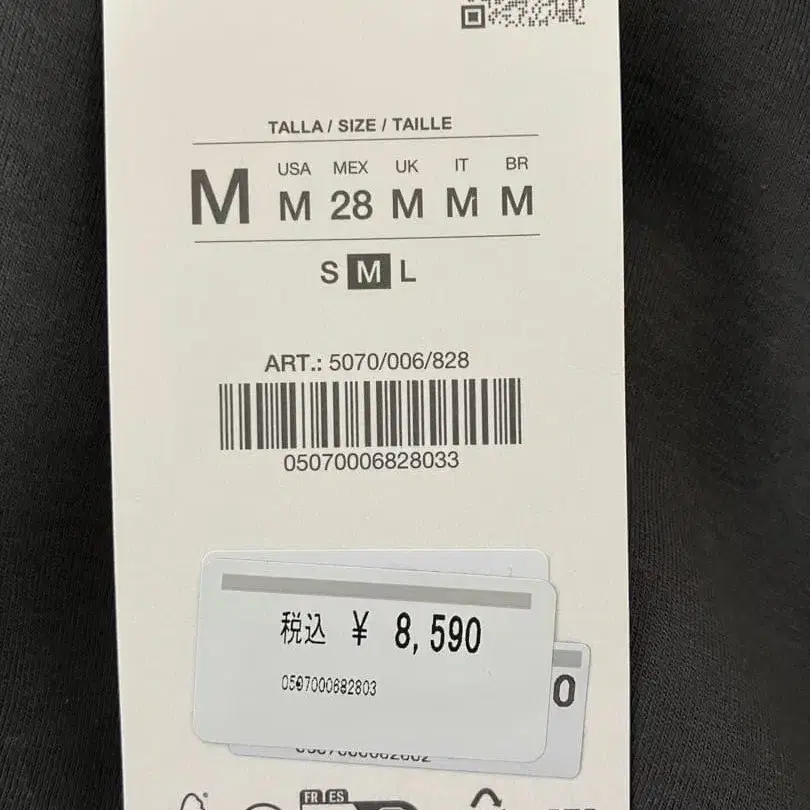 TALLA / SIZE / TAILLE
USA MEX UK IT BR
M M 28 M M M
S M L
ART.: 5070/006/828
05070006828033
税込 ¥ 8,590
0507000682803
0
FR ES